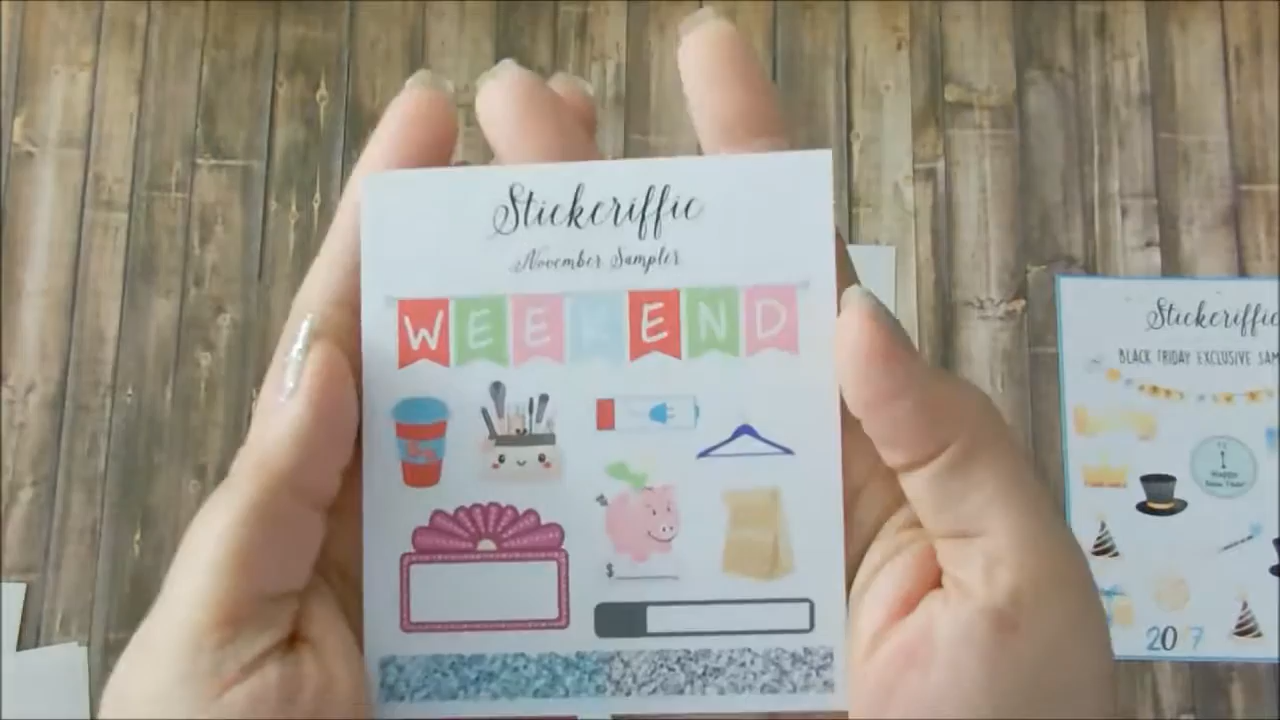 Stickeriffic
November Sampler
WEEKEND
$
Stickeriffic
BLACK FRIDAY EXCLUSIVE SAM
Happy
New Year
2017